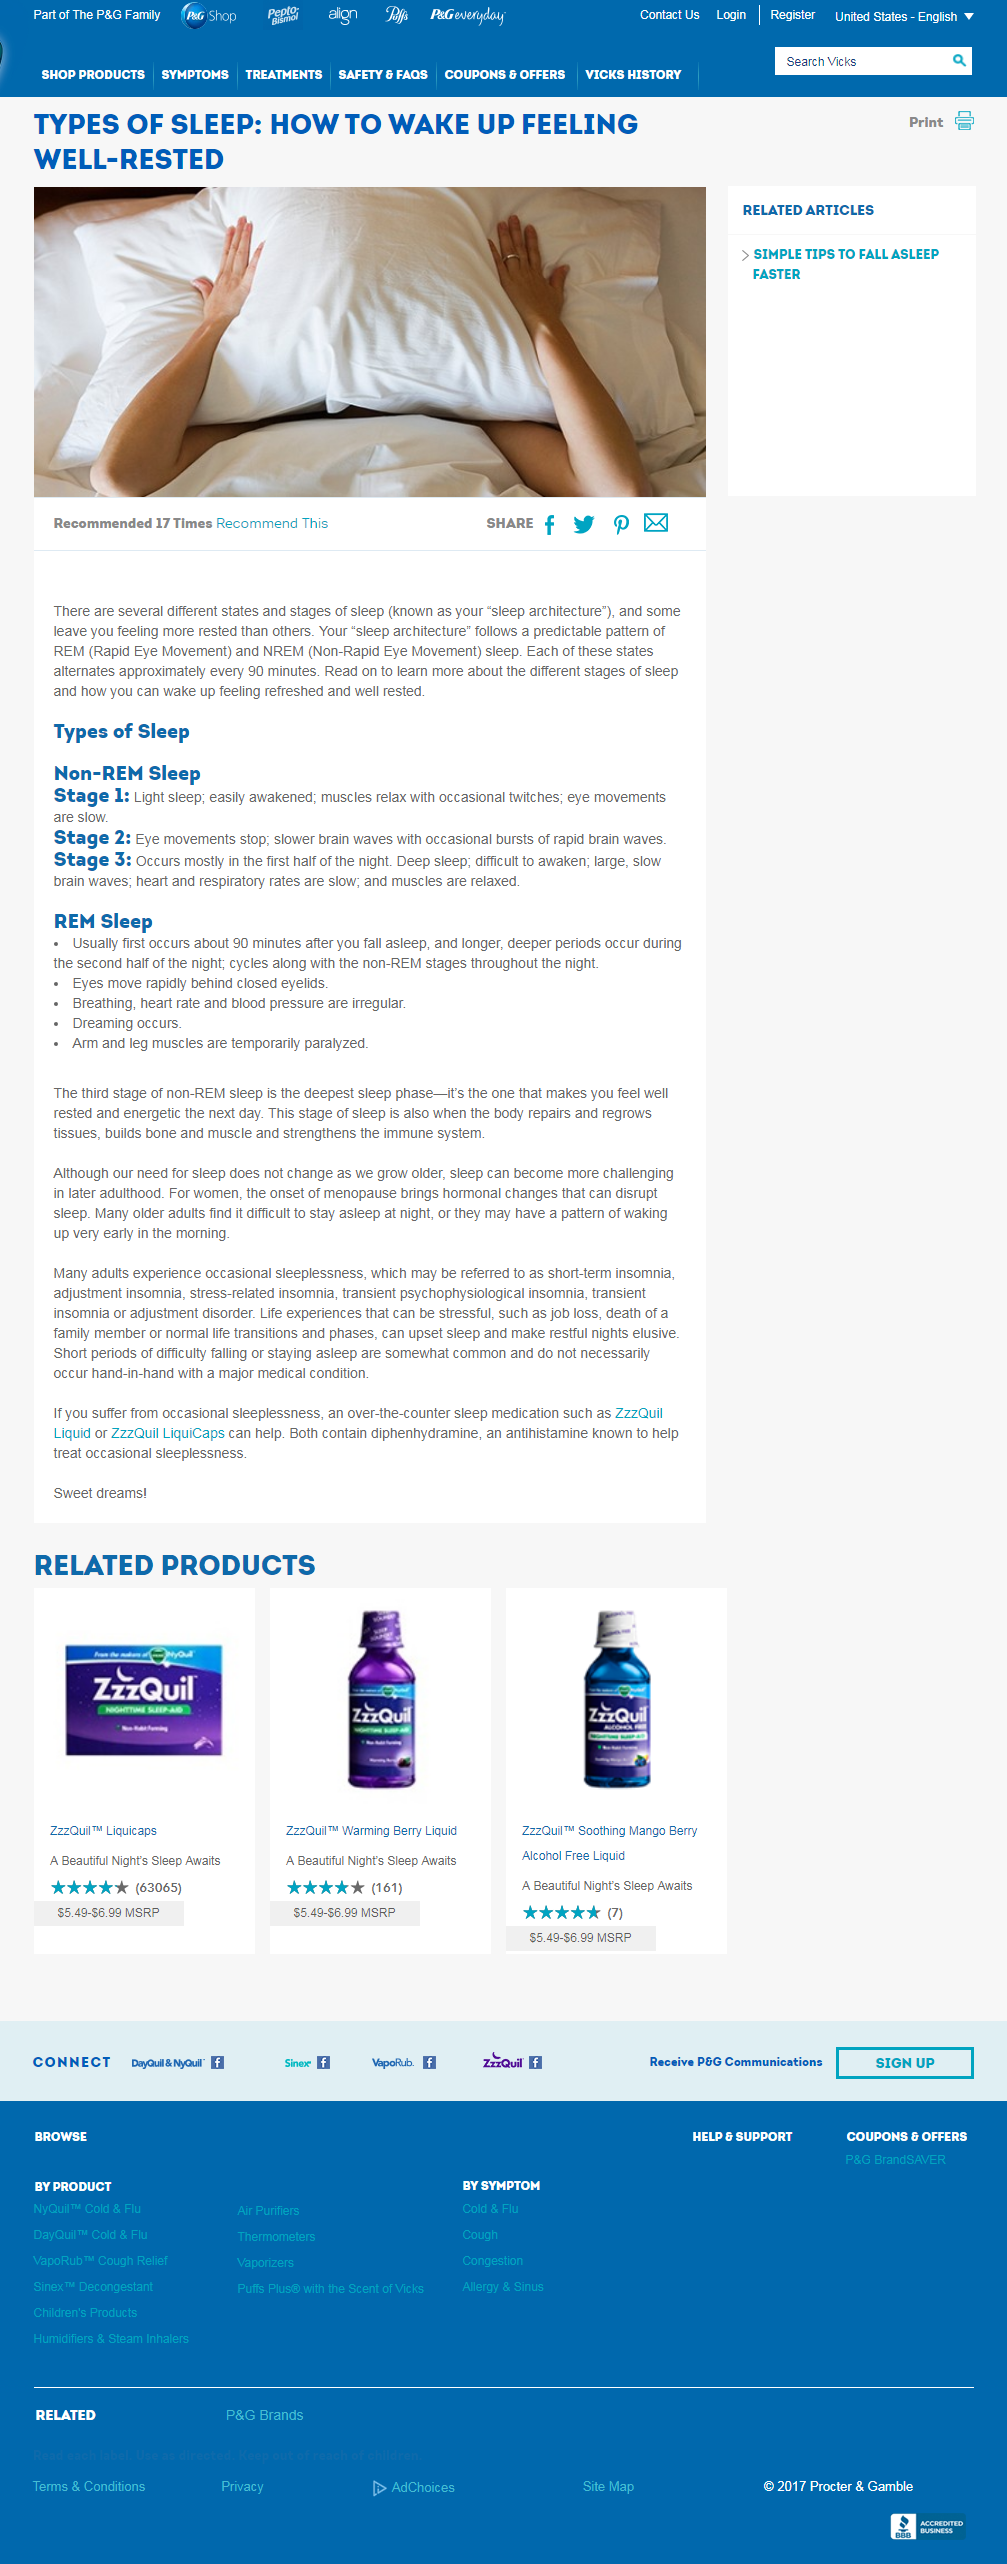 Part of The P&G Family
P&G Shop
Pepto Bismol
align
Puffs
P&G everyday
Contact Us
Login
Register
United States - English
SHOP PRODUCTS
SYMPTOMS
TREATMENTS
SAFETY & FAQS
COUPONS & OFFERS
VICKS HISTORY
Search Vicks
TYPES OF SLEEP: HOW TO WAKE UP FEELING
WELL-RESTED
Print
RELATED ARTICLES
SIMPLE TIPS TO FALL ASLEEP
FASTER
Recommended 17 Times Recommend This
SHARE
There are several different states and stages of sleep (known as your “sleep architecture”), and some
leave you feeling more rested than others. Your “sleep architecture” follows a predictable pattern of
REM (Rapid Eye Movement) and NREM (Non-Rapid Eye Movement) sleep. Each of these states
alternates approximately every 90 minutes. Read on to learn more about the different stages of sleep
and how you can wake up feeling refreshed and well rested.
Types of Sleep
Non-REM Sleep
Stage 1: Light sleep; easily awakened; muscles relax with occasional twitches; eye movements
are slow.
Stage 2: Eye movements stop; slower brain waves with occasional bursts of rapid brain waves.
Stage 3: Occurs mostly in the first half of the night. Deep sleep; difficult to awaken; large, slow
brain waves; heart and respiratory rates are slow; and muscles are relaxed.
REM Sleep
• Usually first occurs about 90 minutes after you fall asleep, and longer, deeper periods occur during
the second half of the night; cycles along with the non-REM stages throughout the night.
• Eyes move rapidly behind closed eyelids.
• Breathing, heart rate and blood pressure are irregular.
• Dreaming occurs.
• Arm and leg muscles are temporarily paralyzed.
The third stage of non-REM sleep is the deepest sleep phase—it’s the one that makes you feel well
rested and energetic the next day. This stage of sleep is also when the body repairs and regrows
tissues, builds bone and muscle and strengthens the immune system.
Although our need for sleep does not change as we grow older, sleep can become more challenging
in later adulthood. For women, the onset of menopause brings hormonal changes that can disrupt
sleep. Many older adults find it difficult to stay asleep at night, or they may have a pattern of waking
up very early in the morning.
Many adults experience occasional sleeplessness, which may be referred to as short-term insomnia,
adjustment insomnia, stress-related insomnia, transient psychophysiological insomnia, transient
insomnia or adjustment disorder. Life experiences that can be stressful, such as job loss, death of a
family member or normal life transitions and phases, can upset sleep and make restful nights elusive.
Short periods of difficulty falling or staying asleep are somewhat common and do not necessarily
occur hand-in-hand with a major medical condition.
If you suffer from occasional sleeplessness, an over-the-counter sleep medication such as ZzzQuil
Liquid or ZzzQuil LiquiCaps can help. Both contain diphenhydramine, an antihistamine known to help
treat occasional sleeplessness.
Sweet dreams!
RELATED PRODUCTS
From the makers of NyQuil
ZzzQuil
NIGHTTIME SLEEP-AID
Non-Habit Forming
ZzzQuil
NIGHTTIME SLEEP-AID
ZzzQuil
ALCOHOL FREE
NIGHTTIME SLEEP-AID
ZzzQuil™ Liquicaps
A Beautiful Night’s Sleep Awaits
(63065)
$5.49-$6.99 MSRP
ZzzQuil™ Warming Berry Liquid
A Beautiful Night’s Sleep Awaits
(161)
$5.49-$6.99 MSRP
ZzzQuil™ Soothing Mango Berry
Alcohol Free Liquid
A Beautiful Night’s Sleep Awaits
(7)
$5.49-$6.99 MSRP
CONNECT
DayQuil & NyQuil
Sinex
VapoRub.
ZzzQuil
Receive P&G Communications
SIGN UP
BROWSE
HELP & SUPPORT
COUPONS & OFFERS
P&G BrandSAVER
BY PRODUCT
NyQuil™ Cold & Flu
DayQuil™ Cold & Flu
VapoRub™ Cough Relief
Sinex™ Decongestant
Children's Products
Humidifiers & Steam Inhalers
Air Purifiers
Thermometers
Vaporizers
Puffs Plus® with the Scent of Vicks
BY SYMPTOM
Cold & Flu
Cough
Congestion
Allergy & Sinus
RELATED
P&G Brands
Terms & Conditions
Privacy
AdChoices
Site Map
© 2017 Procter & Gamble
BBB
ACCREDITED
BUSINESS